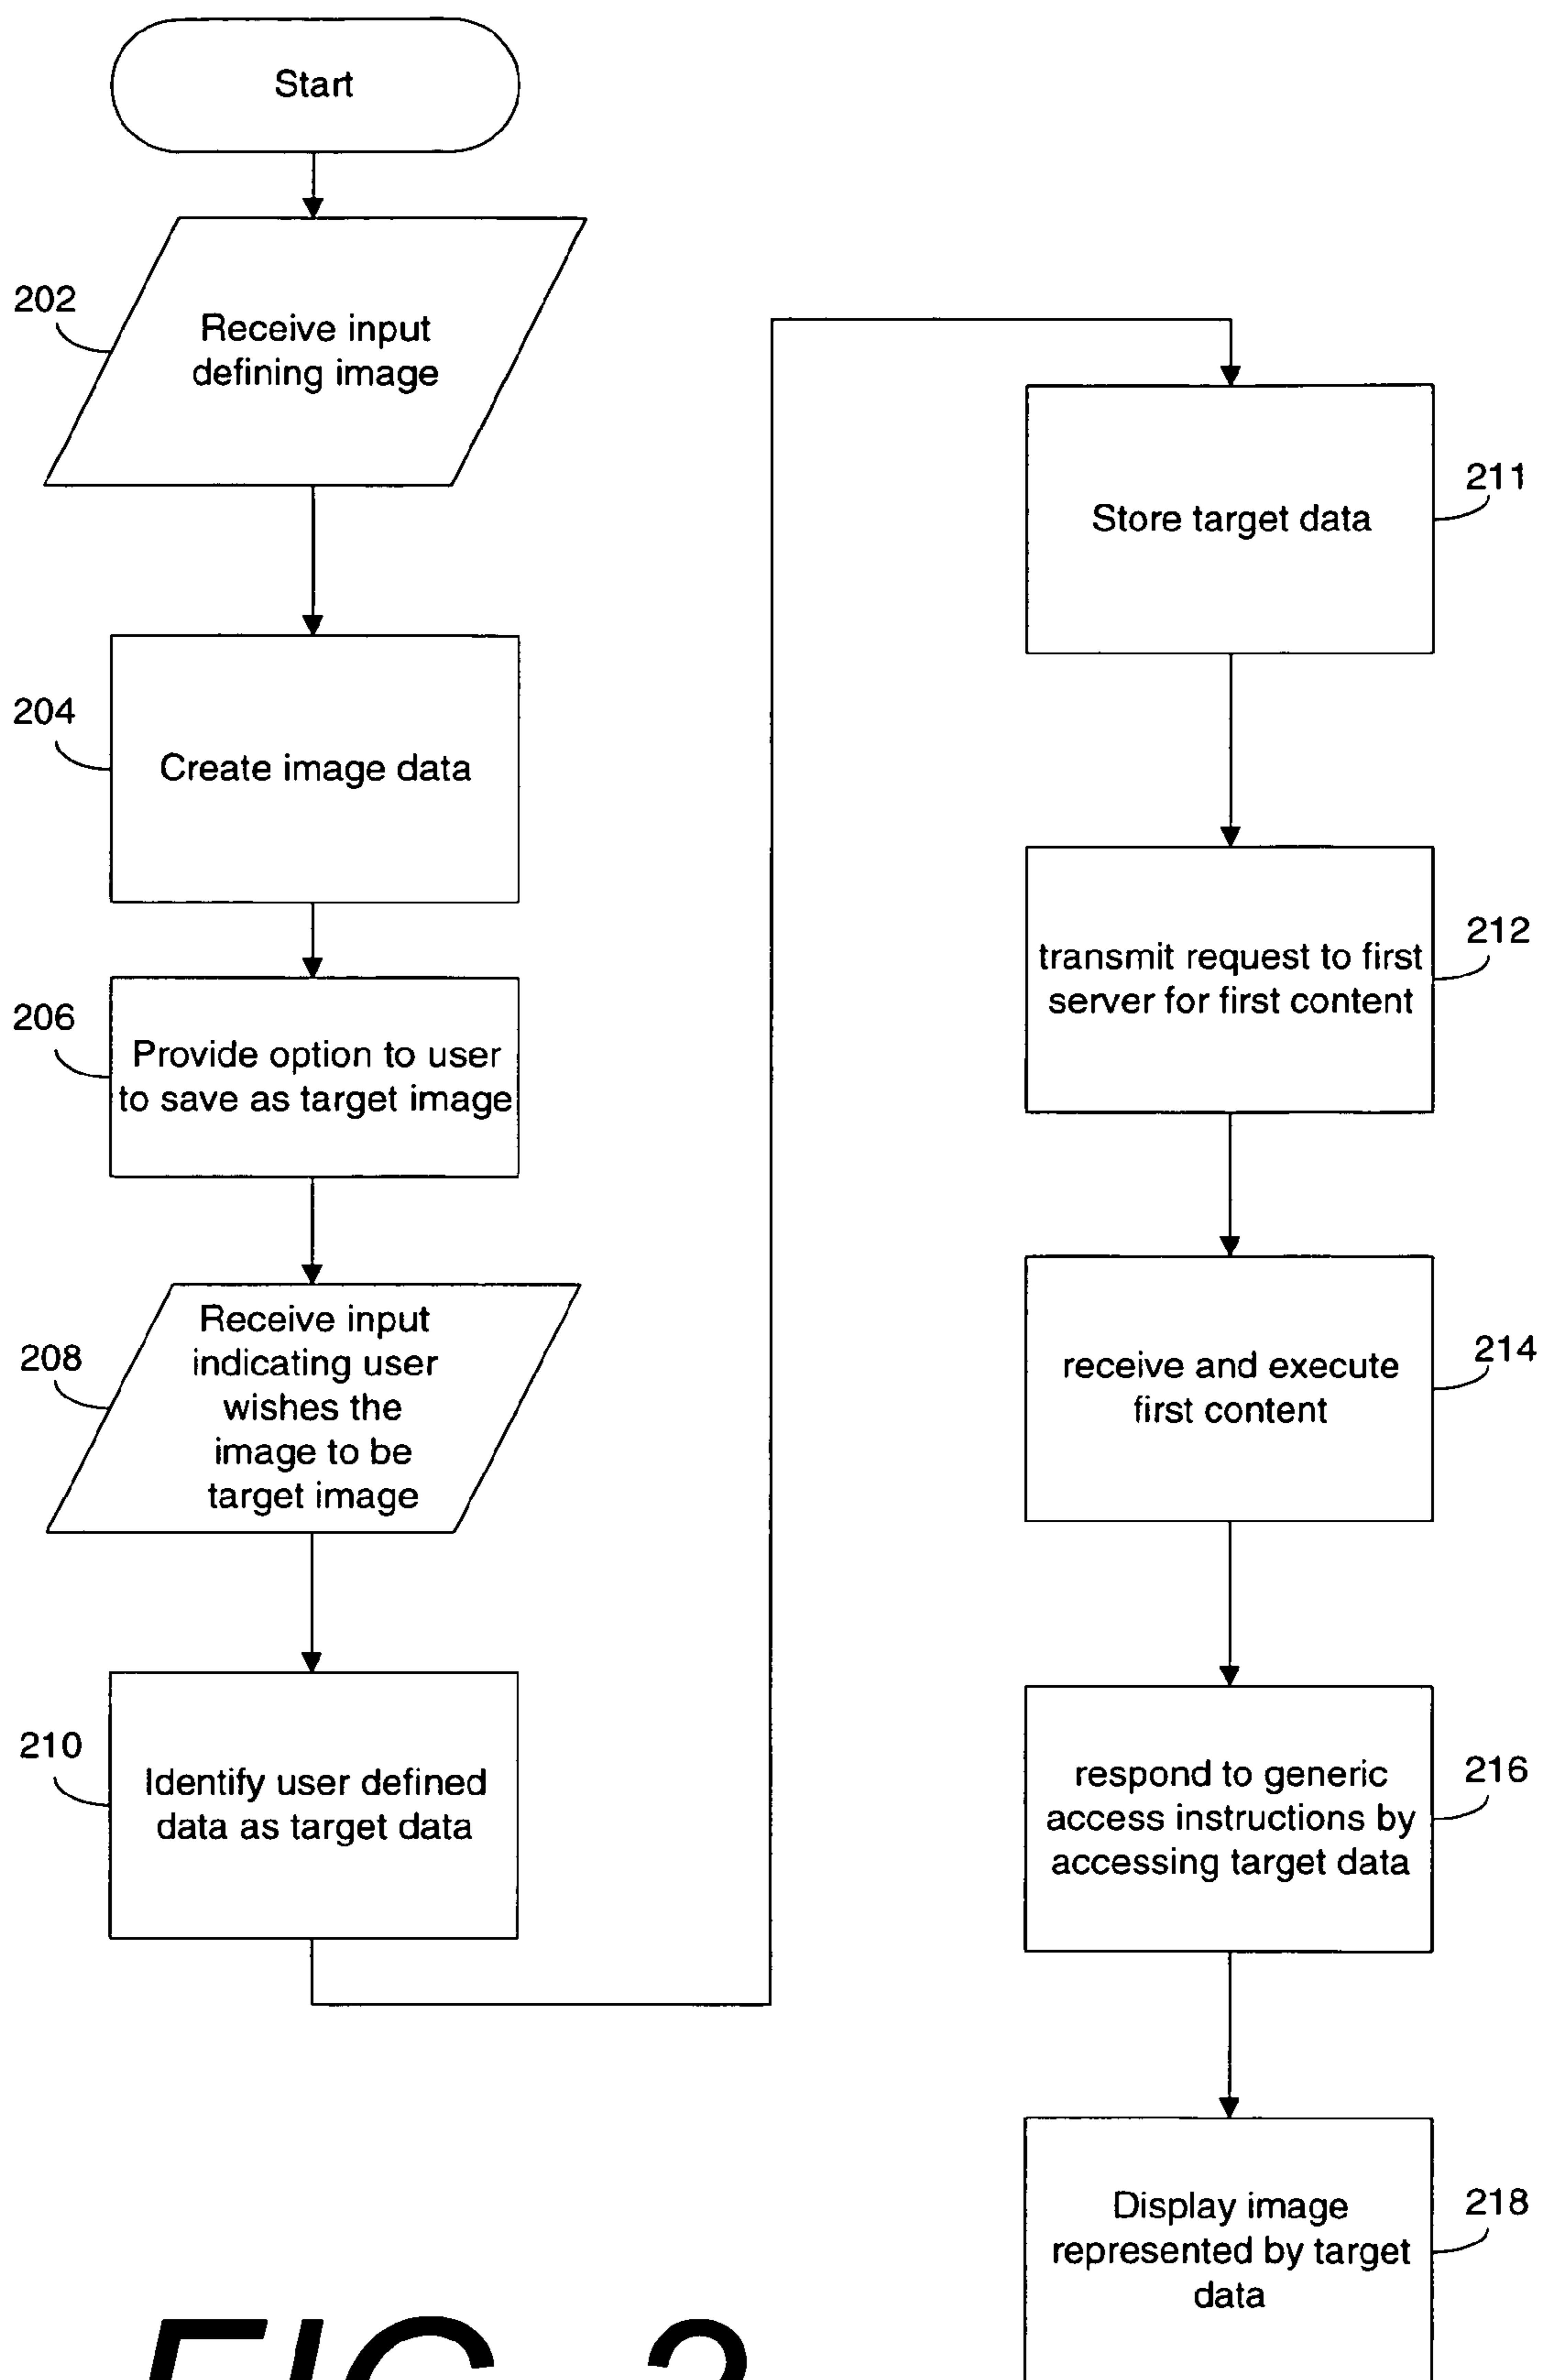 Start
202
Receive input
defining image
204
Create image data
206
Provide option to user
to save as target image
208
Receive input
indicating user
wishes the
image to be
target image
210
Identify user defined
data as target data
211
Store target data
212
transmit request to first
server for first content
214
receive and execute
first content
216
respond to generic
access instructions by
accessing target data
218
Display image
represented by target
data
FIG.